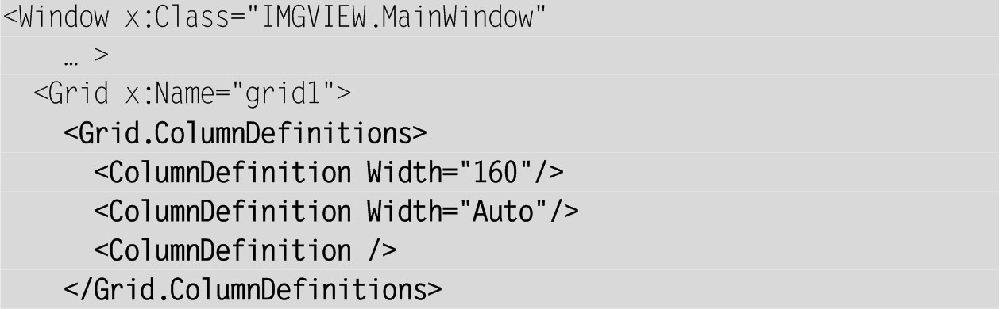 <Window x:Class="IMGVIEW.MainWindow"
    … >
  <Grid x:Name="grid1">
    <Grid.ColumnDefinitions>
      <ColumnDefinition Width="160"/>
      <ColumnDefinition Width="Auto"/>
      <ColumnDefinition />
    </Grid.ColumnDefinitions>